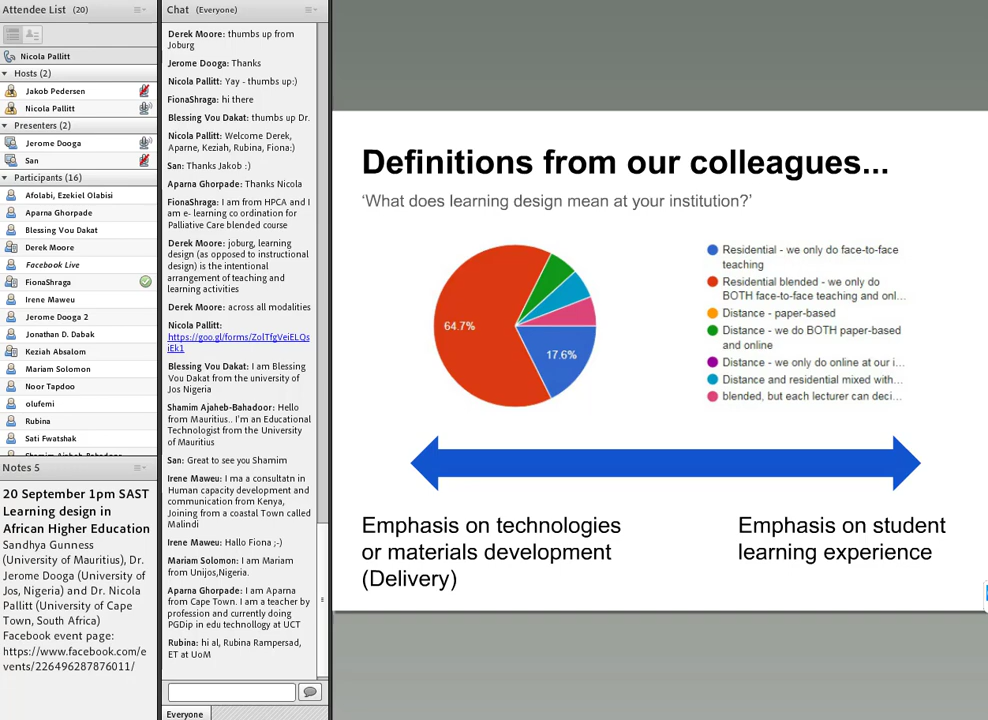 Attendee List (20)
Nicola Pallitt
Hosts (2)
Jakob Pedersen
Nicola Pallitt
Presenters (2)
Jerome Dooga
San
Participants (16)
Afolabi, Ezekiel Olabisi
Aparna Ghorpade
Blessing Vou Dakat
Derek Moore
Facebook Live
FionaShraga
Irene Maweu
Jerome Dooga 2
Jonathan D. Dabak
Keziah Absalom
Mariam Solomon
Noor Tapdoo
olufemi
Rubina
Sati Fwatshak
Notes 5
20 September 1pm SAST
Learning design in
African Higher Education
Sandhya Gunness
(University of Mauritius), Dr.
Jerome Dooga (University of
Jos, Nigeria) and Dr. Nicola
Pallitt (University of Cape
Town, South Africa)
Facebook event page:
https://www.facebook.com/e
vents/226496287876011/
Chat (Everyone)
Derek Moore: thumbs up from
Joburg
Jerome Dooga: Thanks
Nicola Pallitt: Yay - thumbs up:)
FionaShraga: hi there
Blessing Vou Dakat: thumbs up Dr.
Nicola Pallitt: Welcome Derek,
Aparne, Keziah, Rubina, Fiona:)
San: Thanks Jakob :)
Aparna Ghorpade: Thanks Nicola
FionaShraga: I am from HPCA and I
am e- learning co ordination for
Palliative Care blended course
Derek Moore: joburg, learning
design (as opposed to instructional
design) is the intentional
arrangement of teaching and
learning activities
Derek Moore: across all modalities
Nicola Pallitt:
https://goo.gl/forms/ZolTfgVeiELQs
iEk1
Blessing Vou Dakat: I am Blessing
Vou Dakat from the university of
Jos Nigeria
Shamim Ajaheb-Bahadoor: Hello
from Mauritius.. I'm an Educational
Technologist from the University
of Mauritius
San: Great to see you Shamim
Irene Maweu: I ma a consultatn in
Human capacity development and
communication from Kenya,
Joining from a coastal Town called
Malindi
Irene Maweu: Hallo Fiona ;-)
Mariam Solomon: I am Mariam
from Unijos,Nigeria.
Aparna Ghorpade: I am Aparna
from Cape Town. I am a teacher by
profession and currently doing
PGDip in edu technollogy at UCT
Rubina: hi al, Rubina Rampersad,
ET at UoM
Everyone
Definitions from our colleagues...
‘What does learning design mean at your institution?’
64.7%
17.6%
Residential - we only do face-to-face
teaching
Residential blended - we only do
BOTH face-to-face teaching and onl...
Distance - paper-based
Distance - we do BOTH paper-based
and online
Distance - we only do online at our i...
Distance and residential mixed with...
blended, but each lecturer can deci...
Emphasis on technologies
or materials development
(Delivery)
Emphasis on student
learning experience